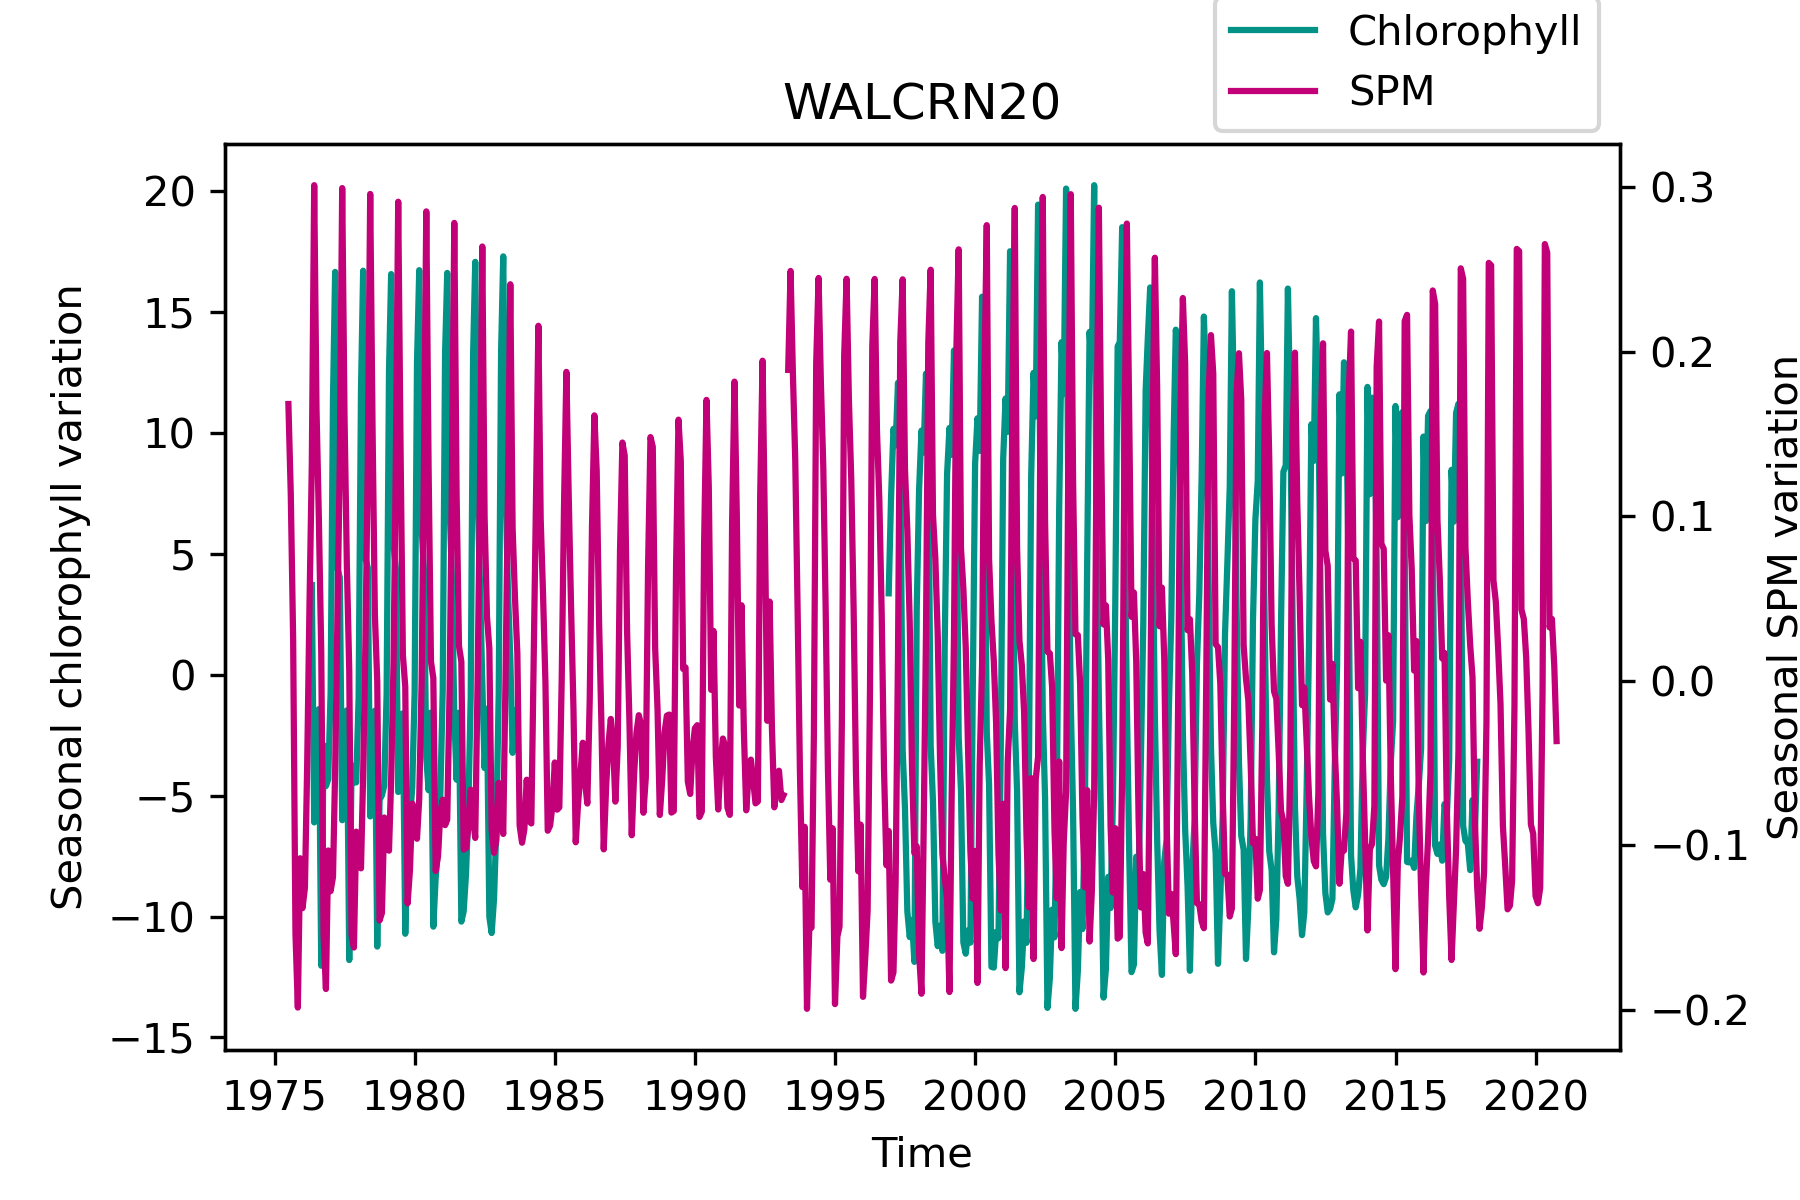 Chlorophyll
SPM
WALCRN20
Seasonal chlorophyll variation
20
15
10
5
0
−5
−10
−15
0.3
0.2
0.1
0.0
−0.1
−0.2
Seasonal SPM variation
1975 1980 1985 1990 1995 2000 2005 2010 2015 2020
Time